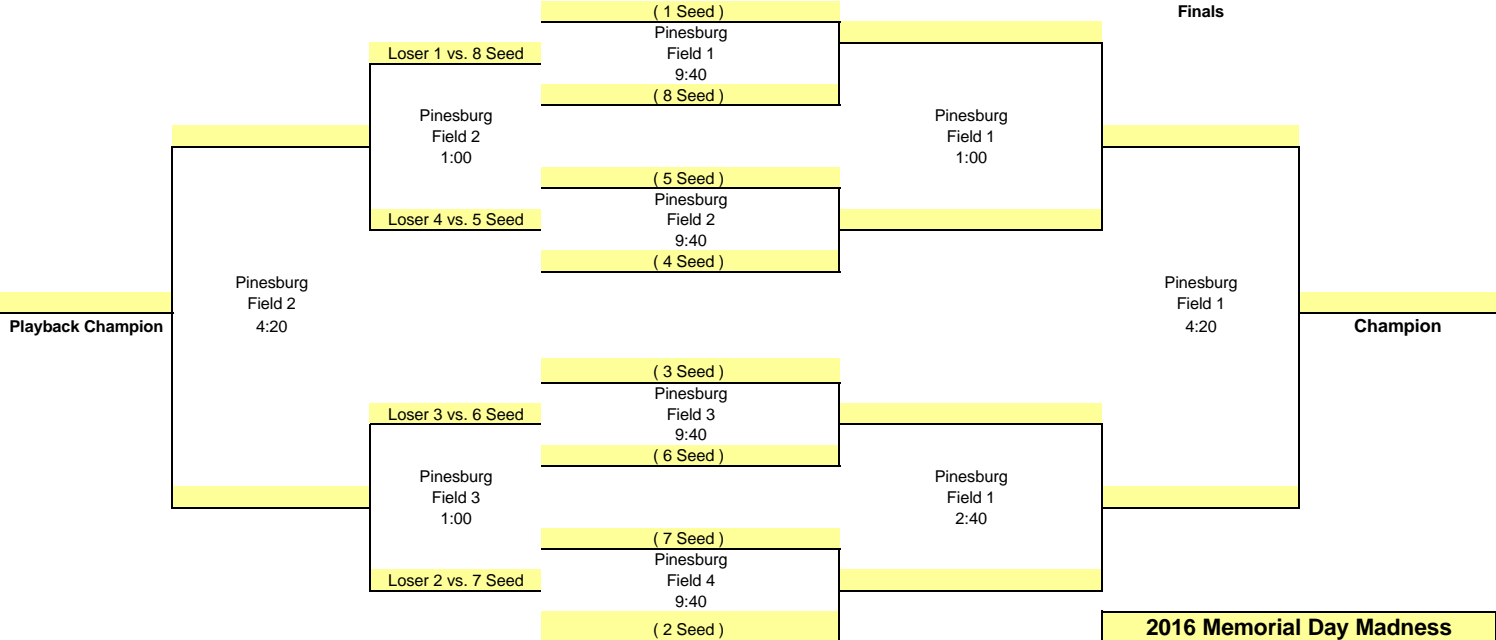 ( 1 Seed )
Finals
Pinesburg
Field 1
9:40
Loser 1 vs. 8 Seed
( 8 Seed )
Pinesburg
Field 2
1:00
Pinesburg
Field 1
1:00
( 5 Seed )
Pinesburg
Field 2
9:40
Loser 4 vs. 5 Seed
( 4 Seed )
Pinesburg
Field 2
4:20
Pinesburg
Field 1
4:20
Playback Champion
Champion
( 3 Seed )
Pinesburg
Field 3
9:40
Loser 3 vs. 6 Seed
( 6 Seed )
Pinesburg
Field 3
1:00
Pinesburg
Field 1
2:40
( 7 Seed )
Pinesburg
Field 4
9:40
Loser 2 vs. 7 Seed
( 2 Seed )
2016 Memorial Day Madness